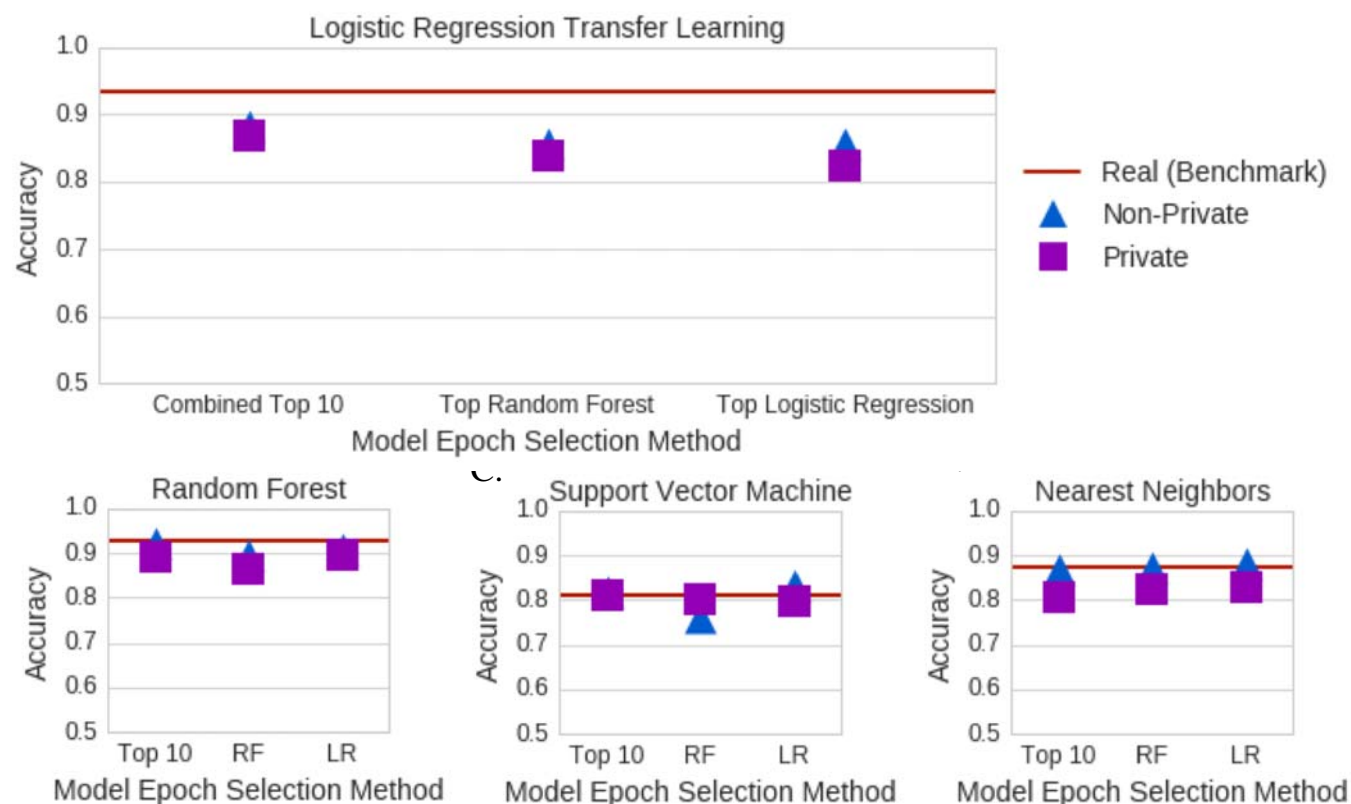 Logistic Regression Transfer Learning
1.0
0.9
0.8
0.7
0.6
0.5
Accuracy
Combined Top 10 Top Random Forest Top Logistic Regression
Model Epoch Selection Method
Real (Benchmark)
Non-Private
Private
C.
Random Forest
1.0
0.9
0.8
0.7
0.6
0.5
Accuracy
Top 10 RF LR
Model Epoch Selection Method
Support Vector Machine
1.0
0.9
0.8
0.7
0.6
0.5
Accuracy
Top 10 RF LR
Model Epoch Selection Method
Nearest Neighbors
1.0
0.9
0.8
0.7
0.6
0.5
Accuracy
Top 10 RF LR
Model Epoch Selection Method